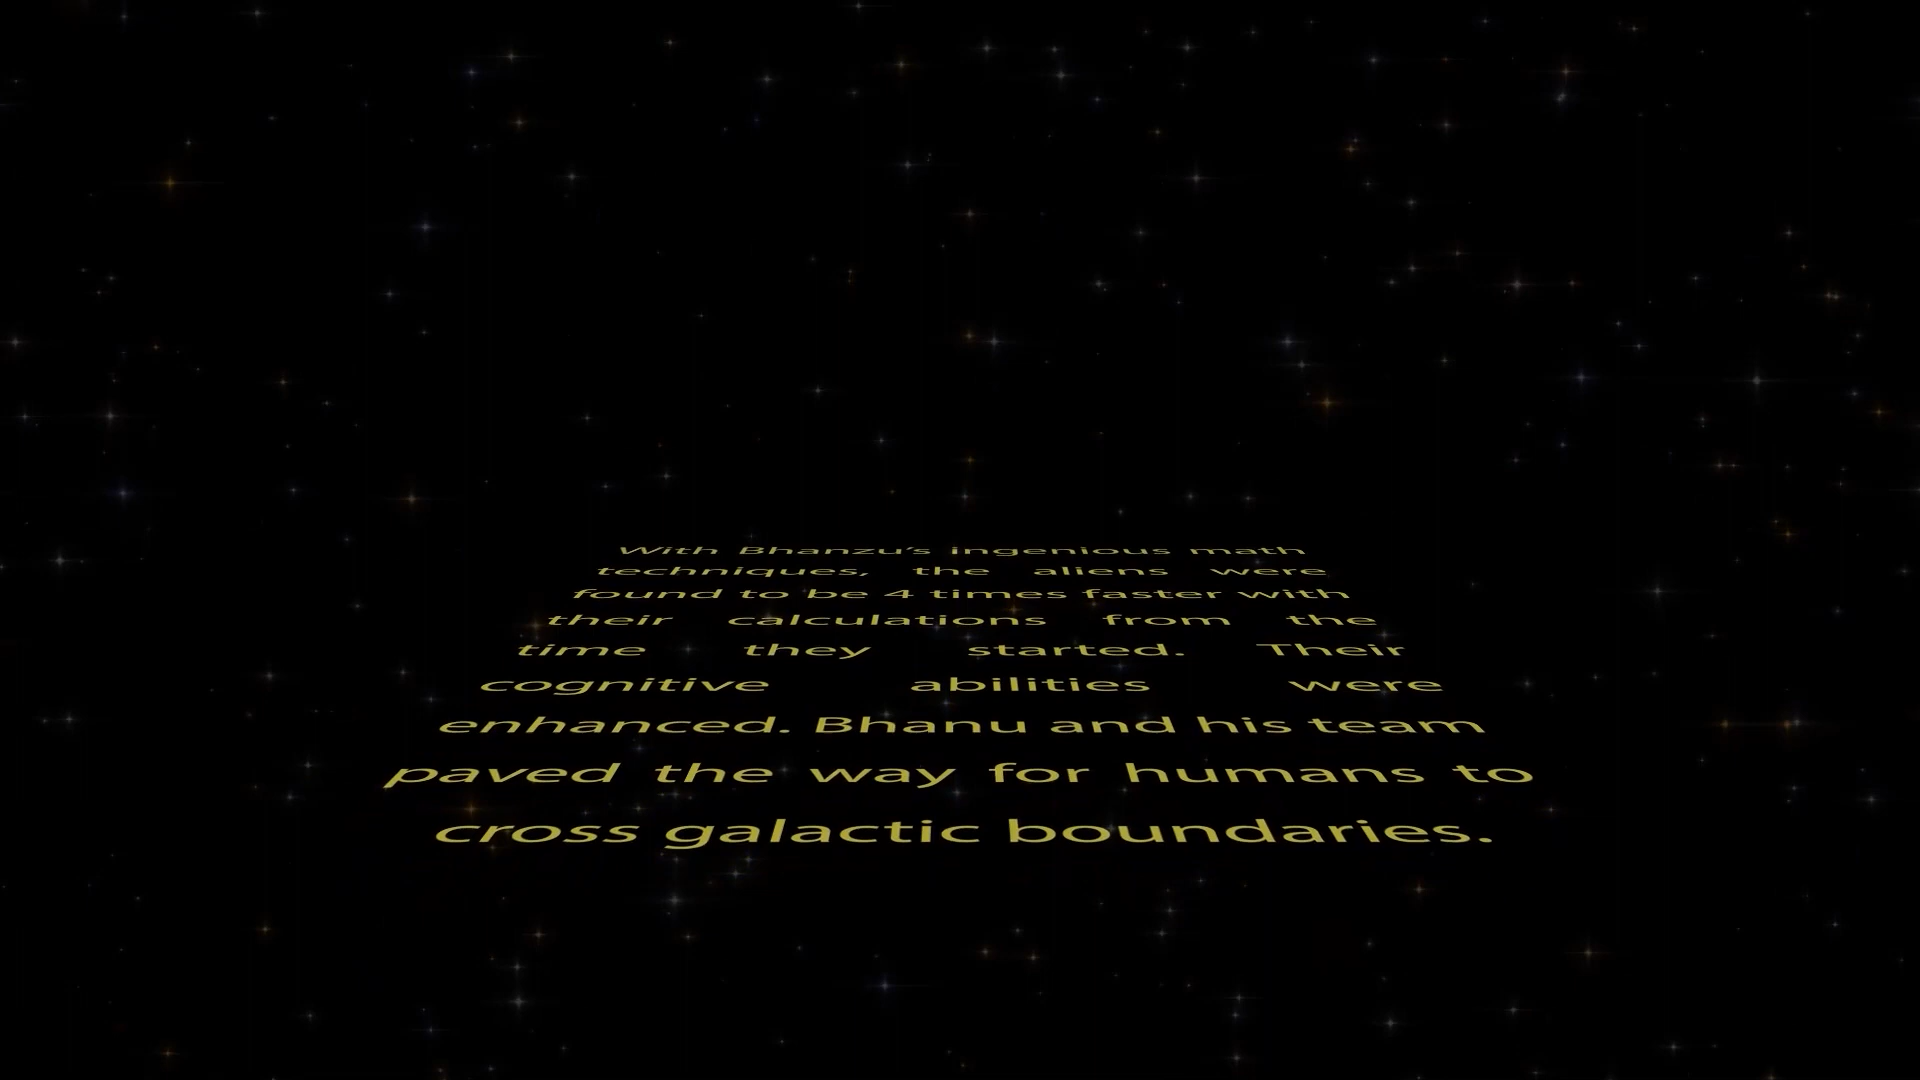 With Bhanzu's ingenious math
techniques, the aliens were
found to be 4 times faster with
their calculations from the
time they started. Their
cognitive abilities were
enhanced. Bhanu and his team
paved the way for humans to
cross galactic boundaries.